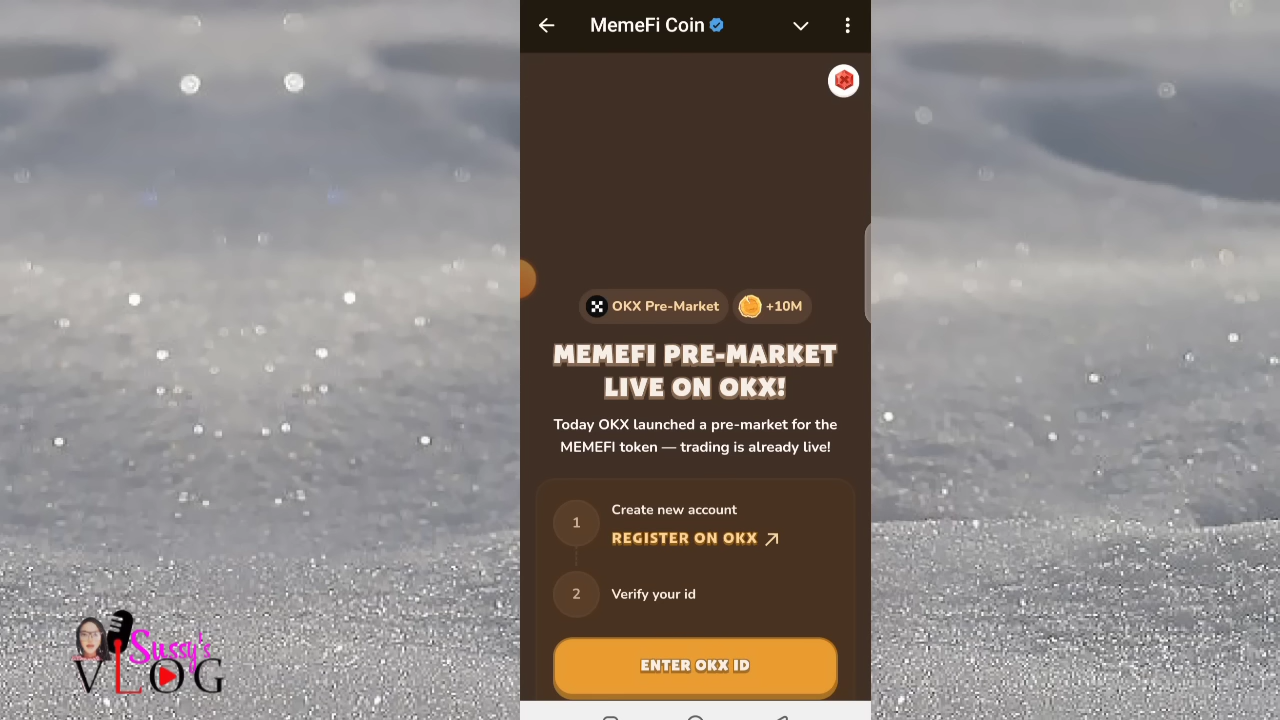 MemeFi Coin
OKX Pre-Market
+10M
MEMEFI PRE-MARKET
LIVE ON OKX!
Today OKX launched a pre-market for the
MEMEFI token — trading is already live!
1
Create new account
REGISTER ON OKX
2
Verify your id
ENTER OKX ID
Sussy's
VLOG